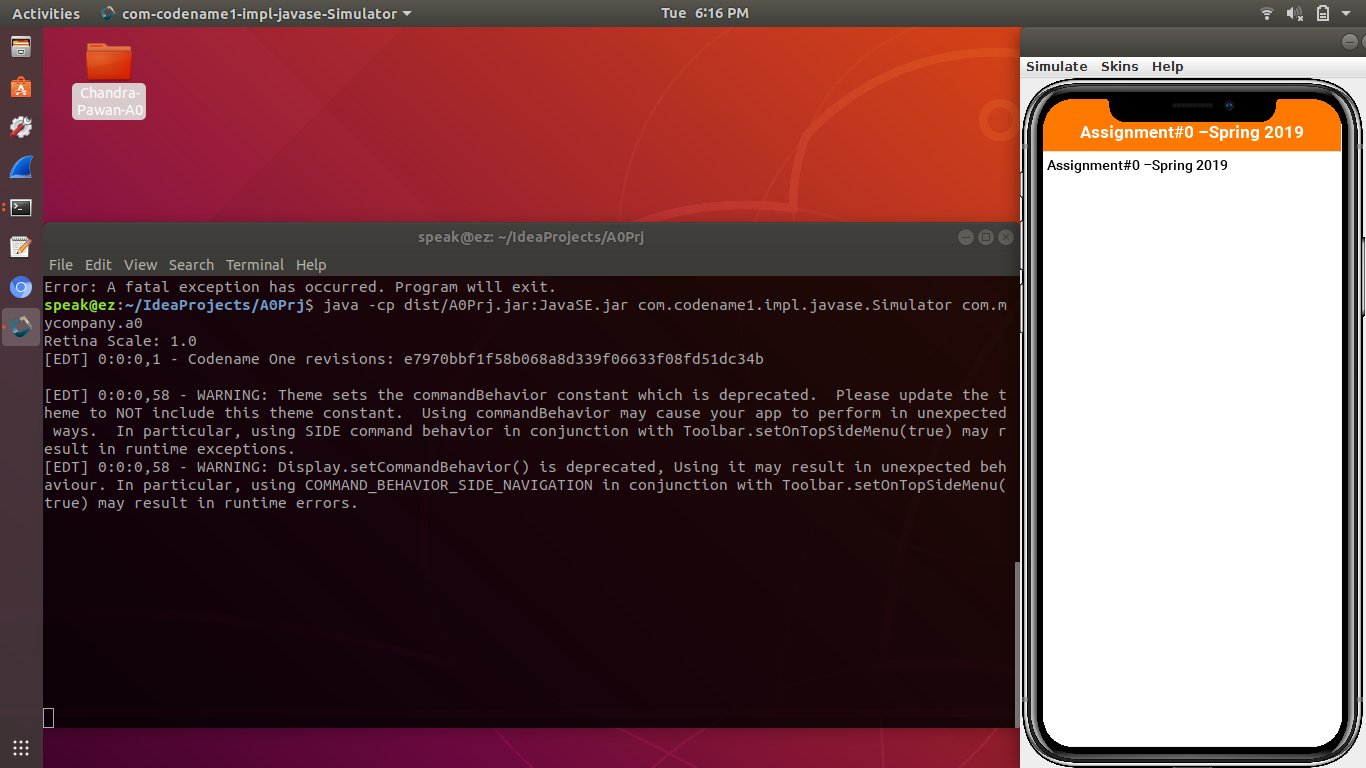 Activities
com-codename1-impl-javase-Simulator
Tue 6:16 PM
Chandra-
Pawan-A0
speak@ez: ~/IdeaProjects/A0Prj
File Edit View Search Terminal Help
Error: A fatal exception has occurred. Program will exit.
speak@ez:~/IdeaProjects/A0Prj$ java -cp dist/A0Prj.jar:JavaSE.jar com.codename1.impl.javase.Simulator com.m
ycompany.a0
Retina Scale: 1.0
[EDT] 0:0:0,1 - Codename One revisions: e7970bbf1f58b068a8d339f06633f08fd51dc34b
[EDT] 0:0:0,58 - WARNING: Theme sets the commandBehavior constant which is deprecated.  Please update the t
heme to NOT include this theme constant.  Using commandBehavior may cause your app to perform in unexpected
 ways.  In particular, using SIDE command behavior in conjunction with Toolbar.setOnTopSideMenu(true) may r
esult in runtime exceptions.
[EDT] 0:0:0,58 - WARNING: Display.setCommandBehavior() is deprecated, Using it may result in unexpected beh
aviour. In particular, using COMMAND_BEHAVIOR_SIDE_NAVIGATION in conjunction with Toolbar.setOnTopSideMenu(
true) may result in runtime errors.
Simulate Skins Help
Assignment#0 –Spring 2019
Assignment#0 –Spring 2019